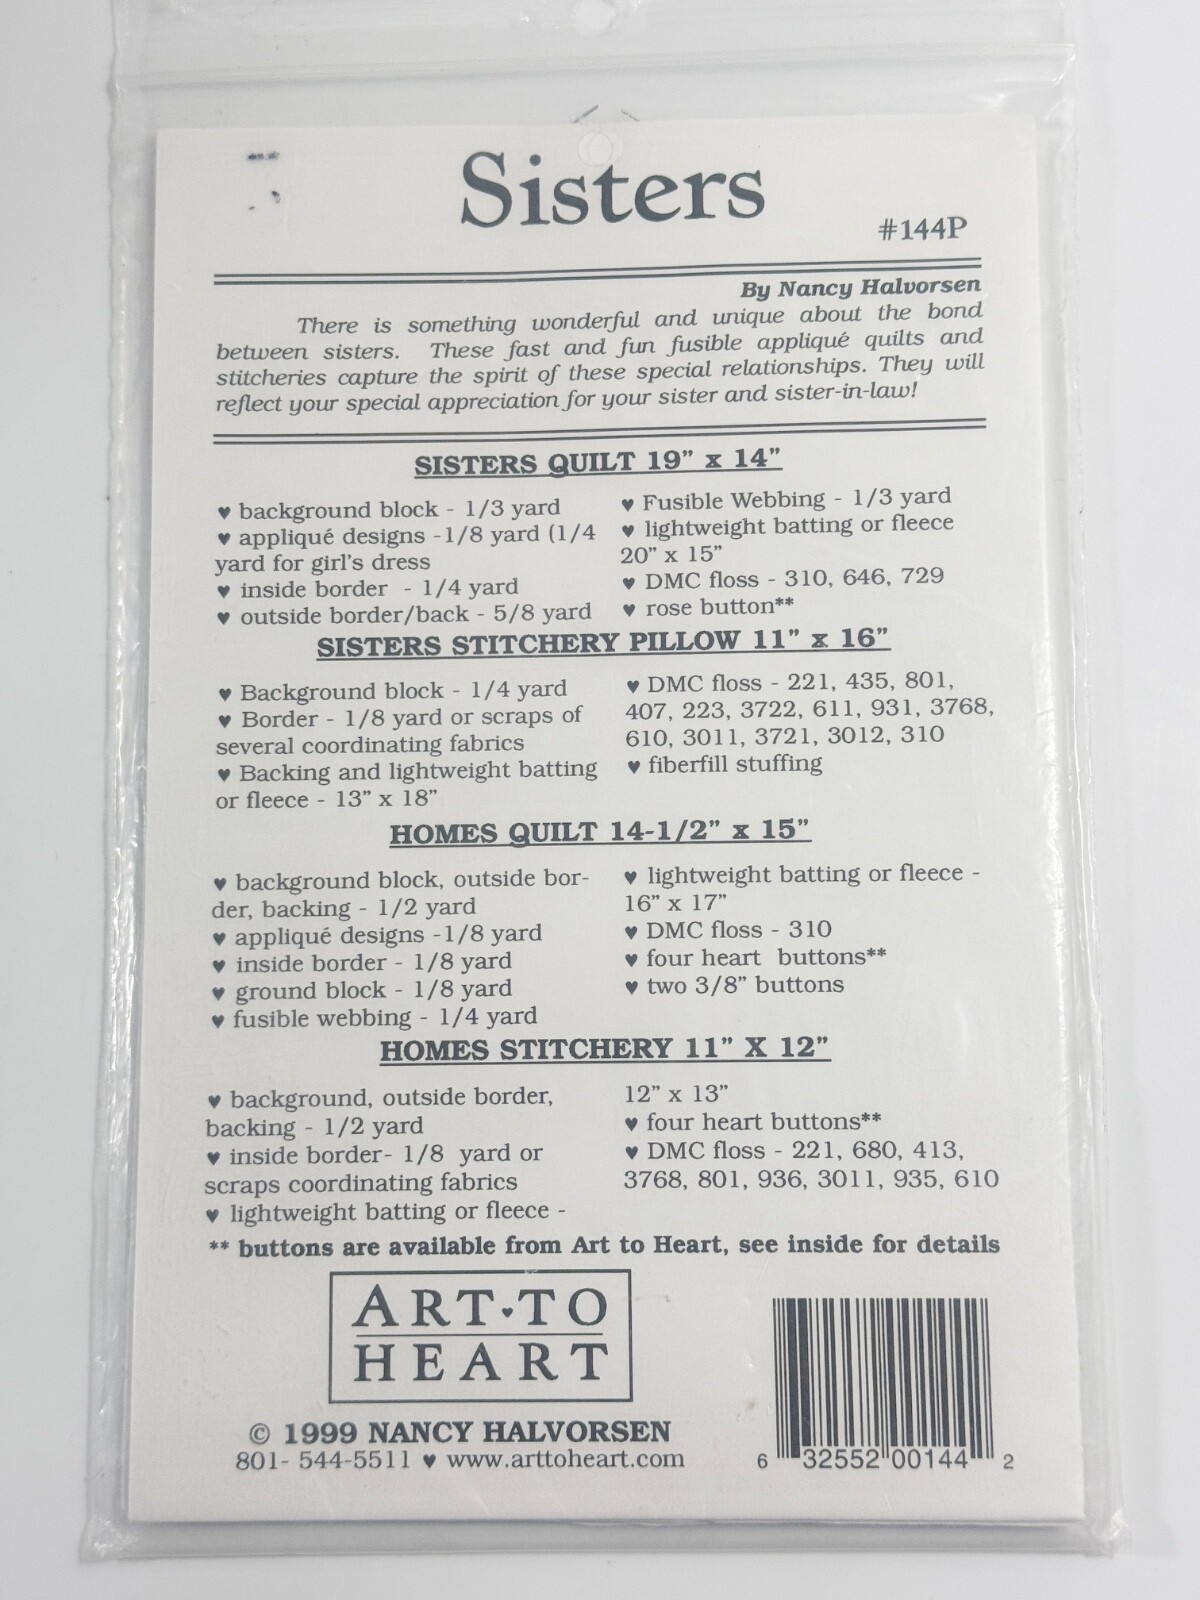 Sisters
#144P
By Nancy Halvorsen
There is something wonderful and unique about the bond
between sisters. These fast and fun fusible appliqué quilts and
stitcheries capture the spirit of these special relationships. They will
reflect your special appreciation for your sister and sister-in-law!
SISTERS QUILT 19” x 14”
♥ background block - 1/3 yard
♥ appliqué designs -1/8 yard (1/4
yard for girl's dress
♥ inside border - 1/4 yard
♥ outside border/back - 5/8 yard
♥ Fusible Webbing - 1/3 yard
♥ lightweight batting or fleece
20” x 15”
♥ DMC floss - 310, 646, 729
♥ rose button**
SISTERS STITCHERY PILLOW 11” x 16”
♥ Background block - 1/4 yard
♥ Border - 1/8 yard or scraps of
several coordinating fabrics
♥ Backing and lightweight batting
or fleece - 13” x 18”
♥ DMC floss - 221, 435, 801,
407, 223, 3722, 611, 931, 3768,
610, 3011, 3721, 3012, 310
♥ fiberfill stuffing
HOMES QUILT 14-1/2” x 15”
♥ background block, outside bor-
der, backing - 1/2 yard
♥ appliqué designs -1/8 yard
♥ inside border - 1/8 yard
♥ ground block - 1/8 yard
♥ fusible webbing - 1/4 yard
♥ lightweight batting or fleece -
16” x 17”
♥ DMC floss - 310
♥ four heart buttons**
♥ two 3/8” buttons
HOMES STITCHERY 11” X 12”
♥ background, outside border,
backing - 1/2 yard
♥ inside border- 1/8 yard or
scraps coordinating fabrics
♥ lightweight batting or fleece -
12” x 13”
♥ four heart buttons**
♥ DMC floss - 221, 680, 413,
3768, 801, 936, 3011, 935, 610
** buttons are available from Art to Heart, see inside for details
ART♥TO
HEART
© 1999 NANCY HALVORSEN
801- 544-5511 ♥ www.arttoheart.com
6 32552 00144 2